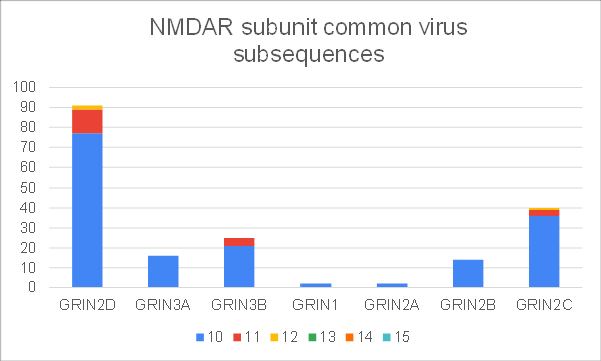 NMDAR subunit common virus
subsequences
100
90
80
70
60
50
40
30
20
10
0
GRIN2D GRIN3A GRIN3B GRIN1 GRIN2A GRIN2B GRIN2C
10 11 12 13 14 15